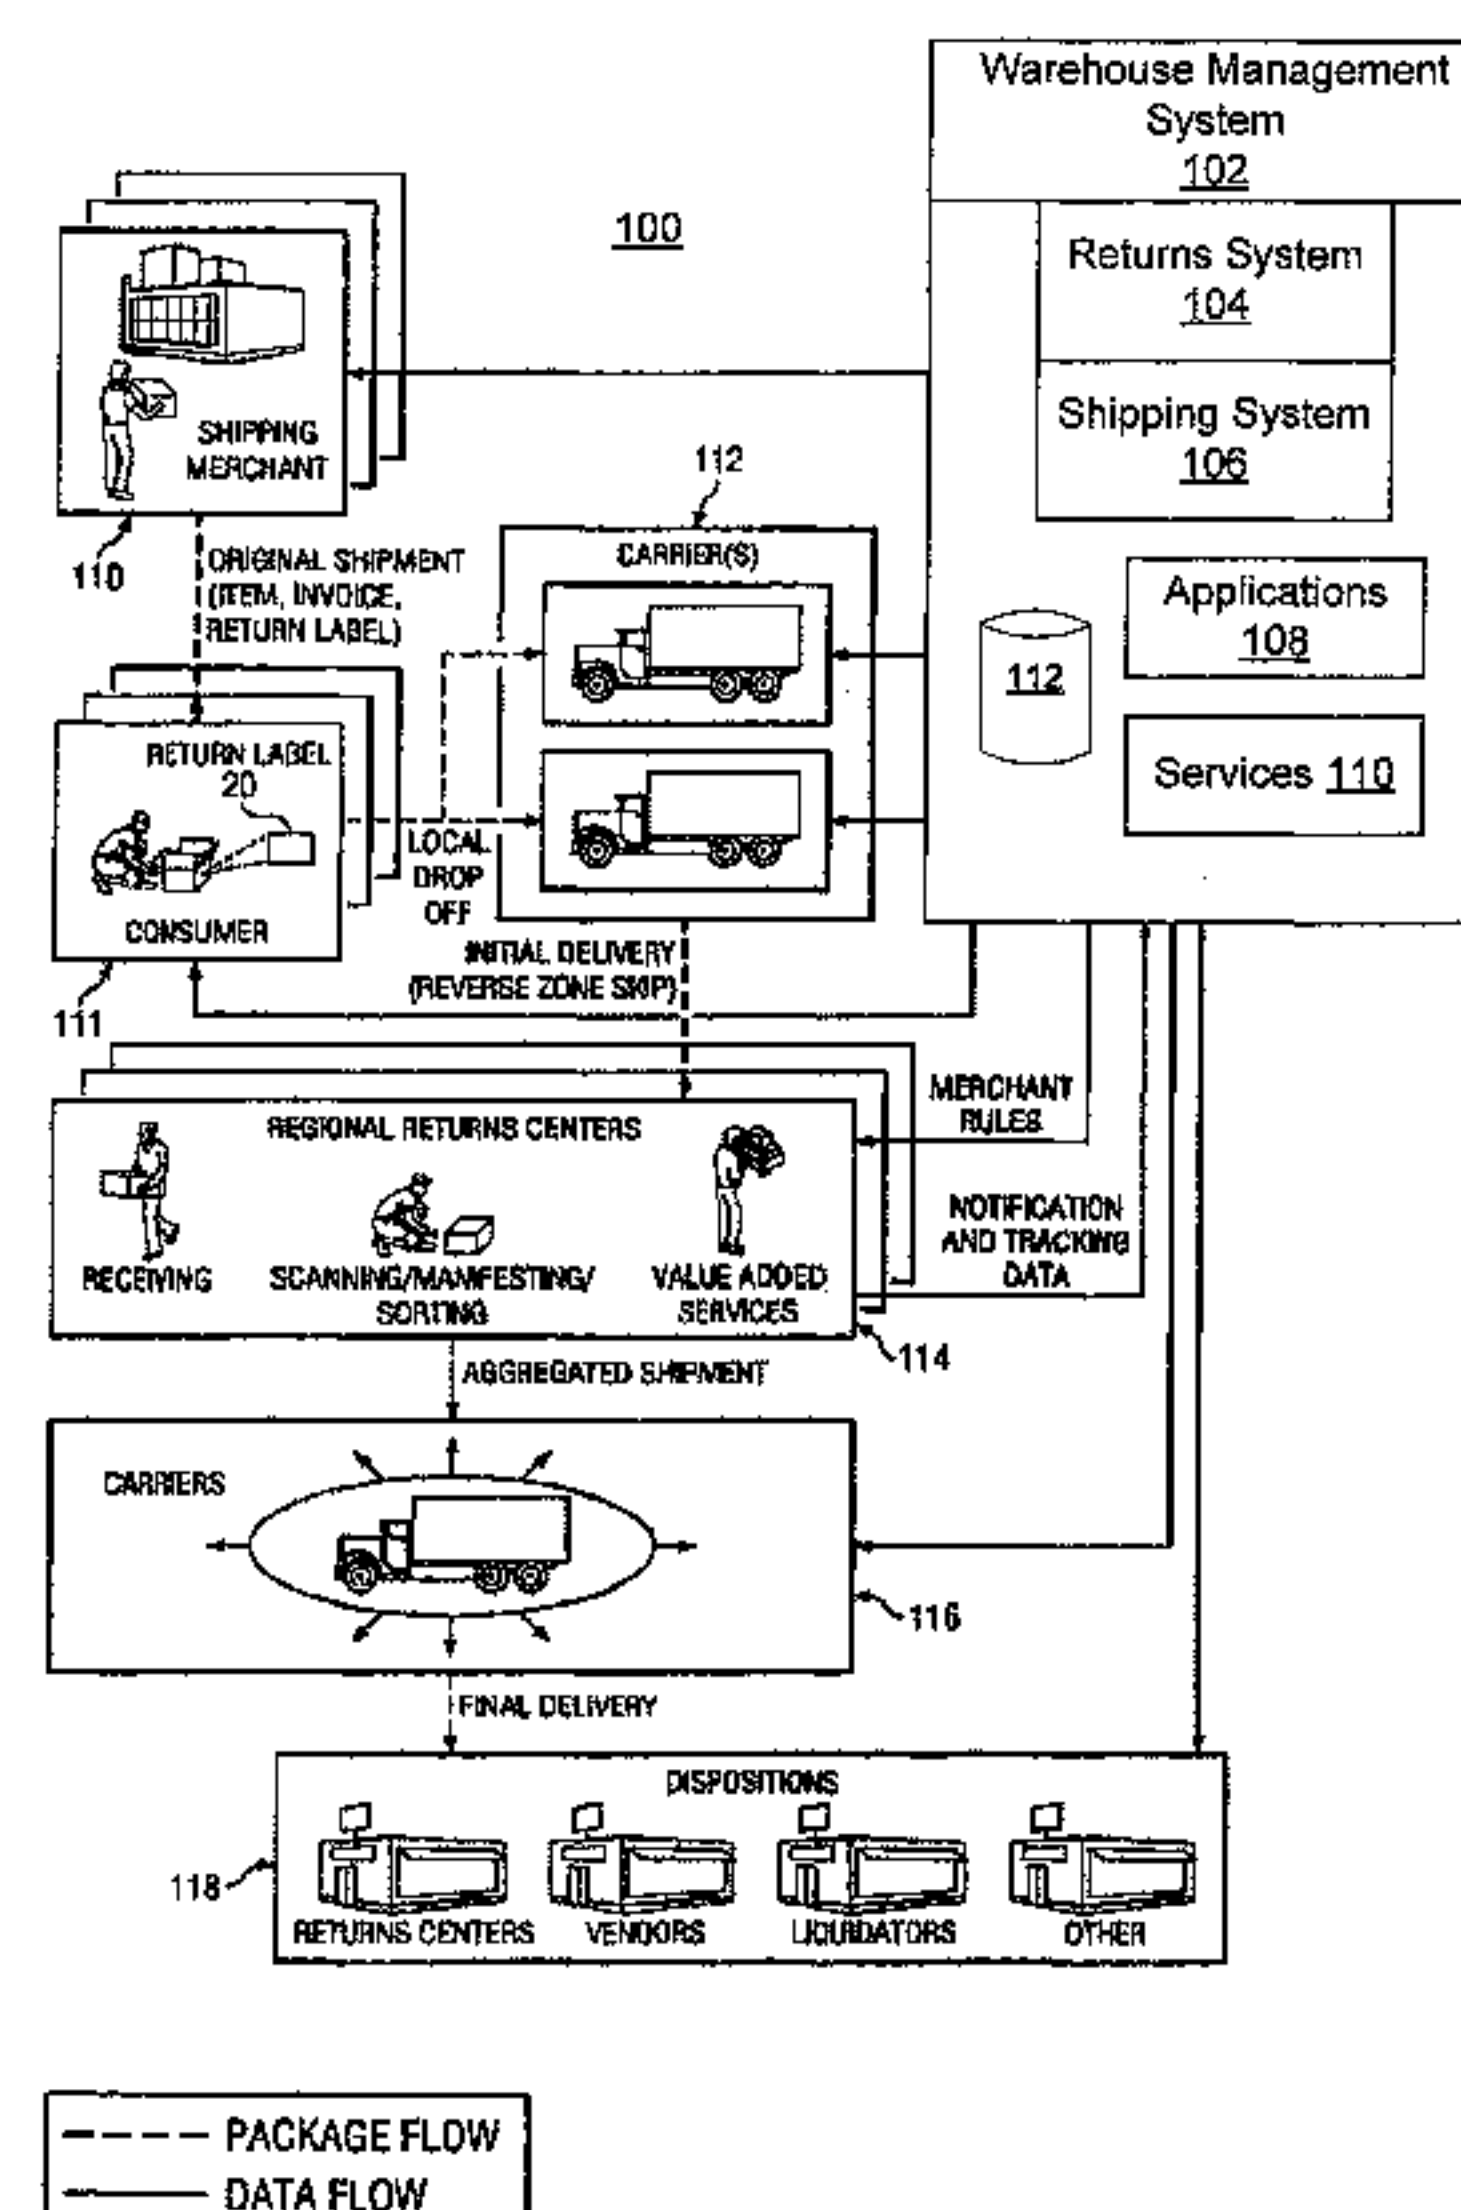 Warehouse Management
System
102
Returns System
104
Shipping System
106
Applications
108
112
Services 110
100
SHIPPING
MERCHANT
110
ORIGINAL SHIPMENT
(ITEM, INVOICE,
RETURN LABEL)
112
CARRIER(S)
RETURN LABEL
20
CONSUMER
111
LOCAL
DROP
OFF
INITIAL DELIVERY
(REVERSE ZONE SKIP)
REGIONAL RETURNS CENTERS
RECEIVING
SCANNING/MANIFESTING/
SORTING
VALUE ADDED
SERVICES
MERCHANT
RULES
NOTIFICATION
AND TRACKING
DATA
114
AGGREGATED SHIPMENT
CARRIERS
116
FINAL DELIVERY
DISPOSITIONS
118
RETURNS CENTERS
VENDORS
LIQUIDATORS
OTHER
PACKAGE FLOW
DATA FLOW